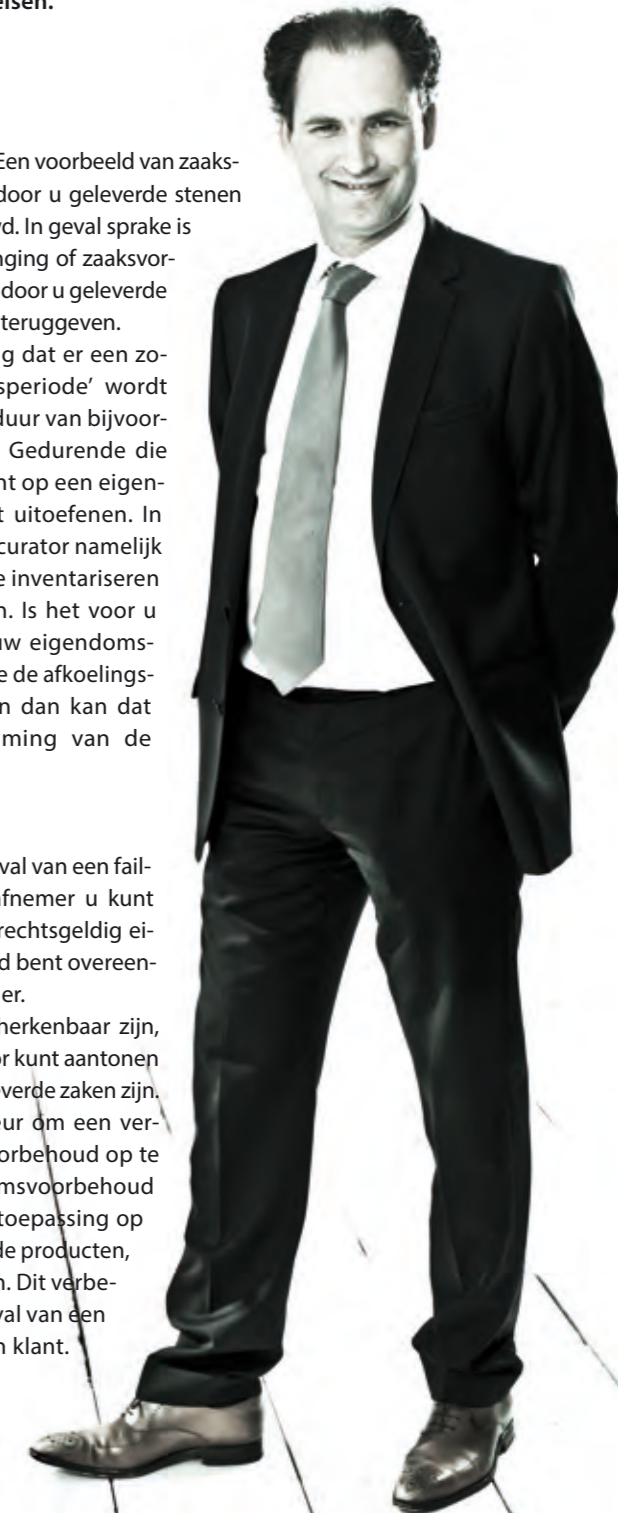 eisen.
Een voorbeeld van zaaks-
door u geleverde stenen
d. In geval sprake is
nging of zaaksvor-
door u geleverde
teruggeven.
g dat er een zo-
speriode’ wordt
duur van bijvoor-
Gedurende die
nt op een eigen-
t uitoefenen. In
curator namelijk
e inventariseren
n. Is het voor u
uw eigendoms-
e de afkoelings-
n dan kan dat
ming van de
val van een fail-
afnemer u kunt
rechtsgeldig ei-
d bent overeen-
er.
herkenbaar zijn,
or kunt aantonen
everde zaken zijn.
eur om een ver-
orbehoud op te
msvoorbehoud
toepassing op
de producten,
n. Dit verbe-
val van een
n klant.